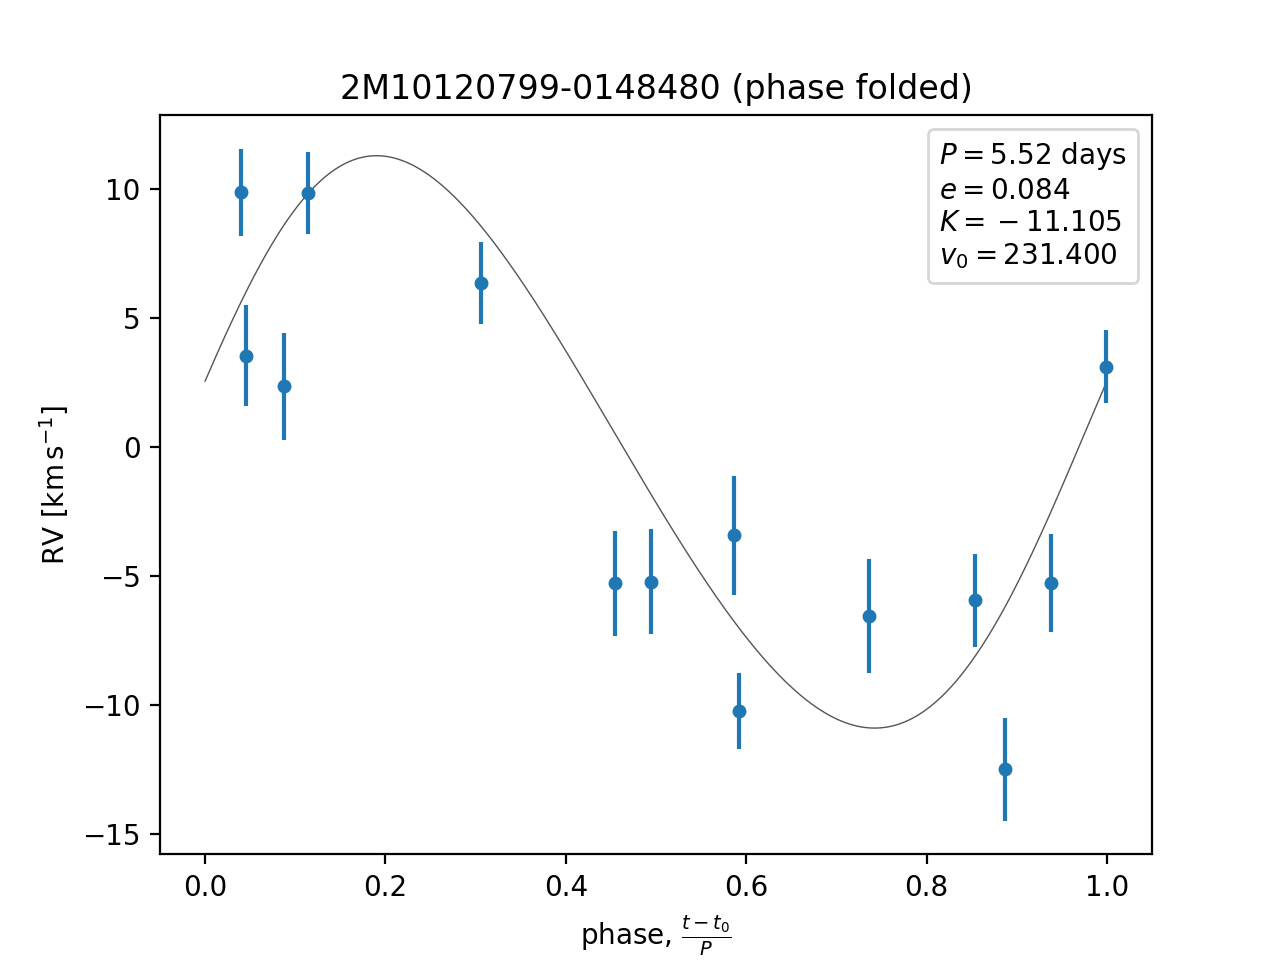 2M10120799-0148480 (phase folded)
P = 5.52 days
e = 0.084
K = −11.105
v₀ = 231.400
RV [km s⁻¹]
10
5
0
−5
−10
−15
0.0 0.2 0.4 0.6 0.8 1.0
phase, (t − t₀)/P